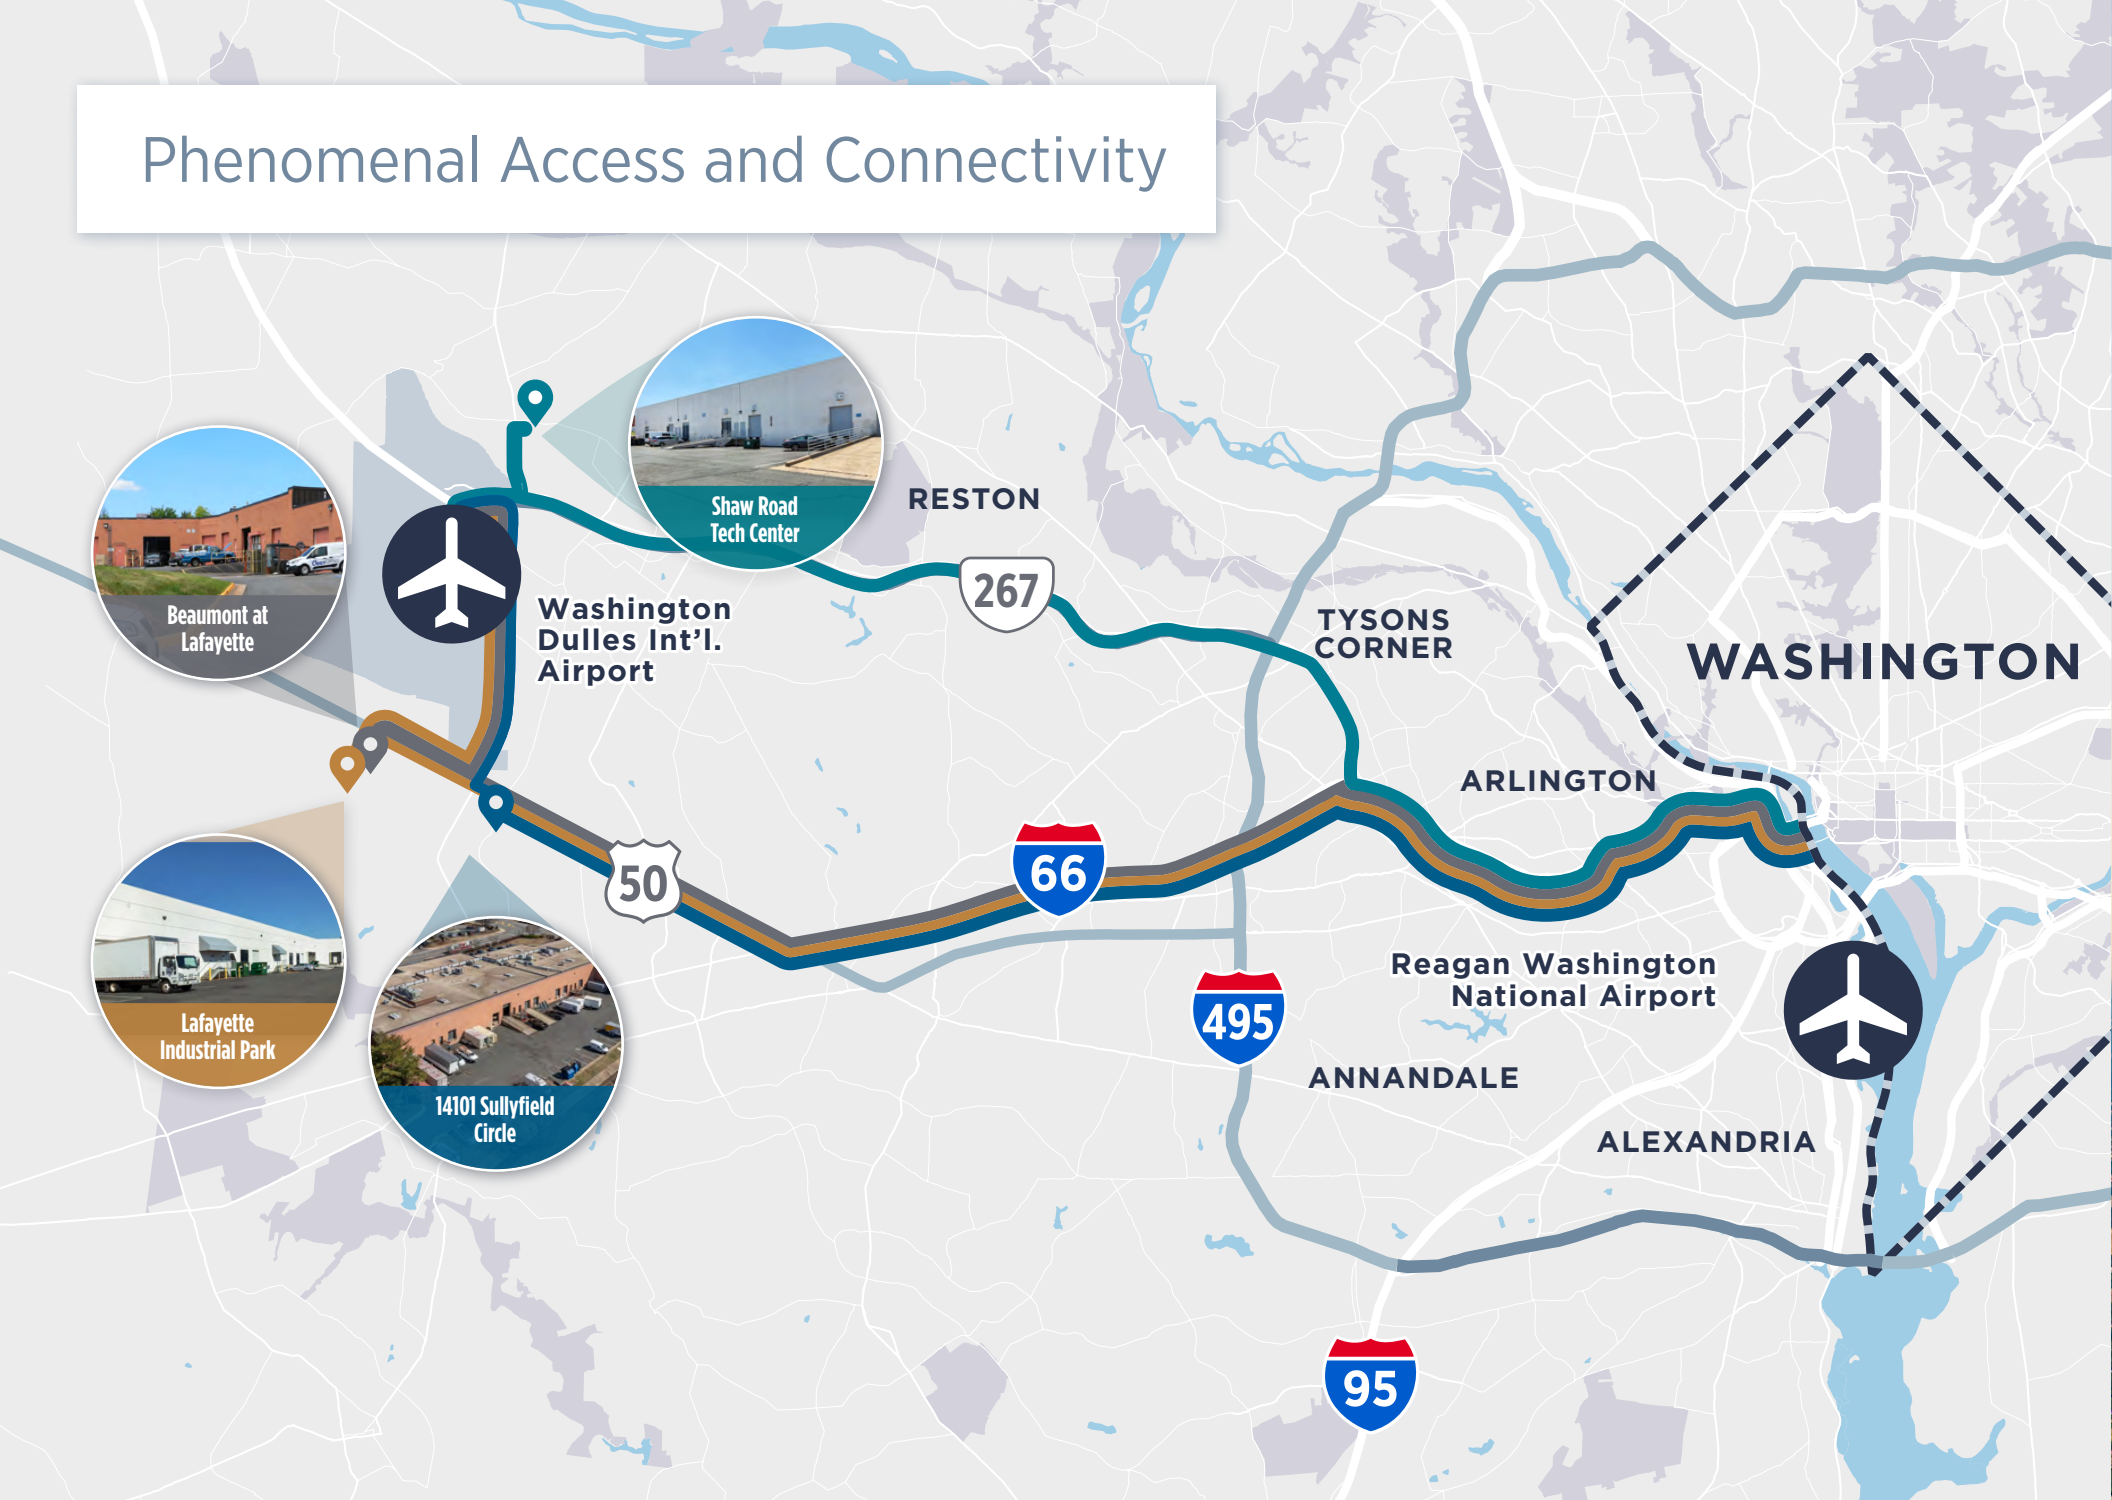 Phenomenal Access and Connectivity
Shaw Road
Tech Center
RESTON
Beaumont at
Lafayette
267
Washington
Dulles Int'l.
Airport
TYSONS
CORNER
WASHINGTON
ARLINGTON
50
66
Lafayette
Industrial Park
14101 Sullyfield
Circle
Reagan Washington
National Airport
495
ANNANDALE
ALEXANDRIA
95